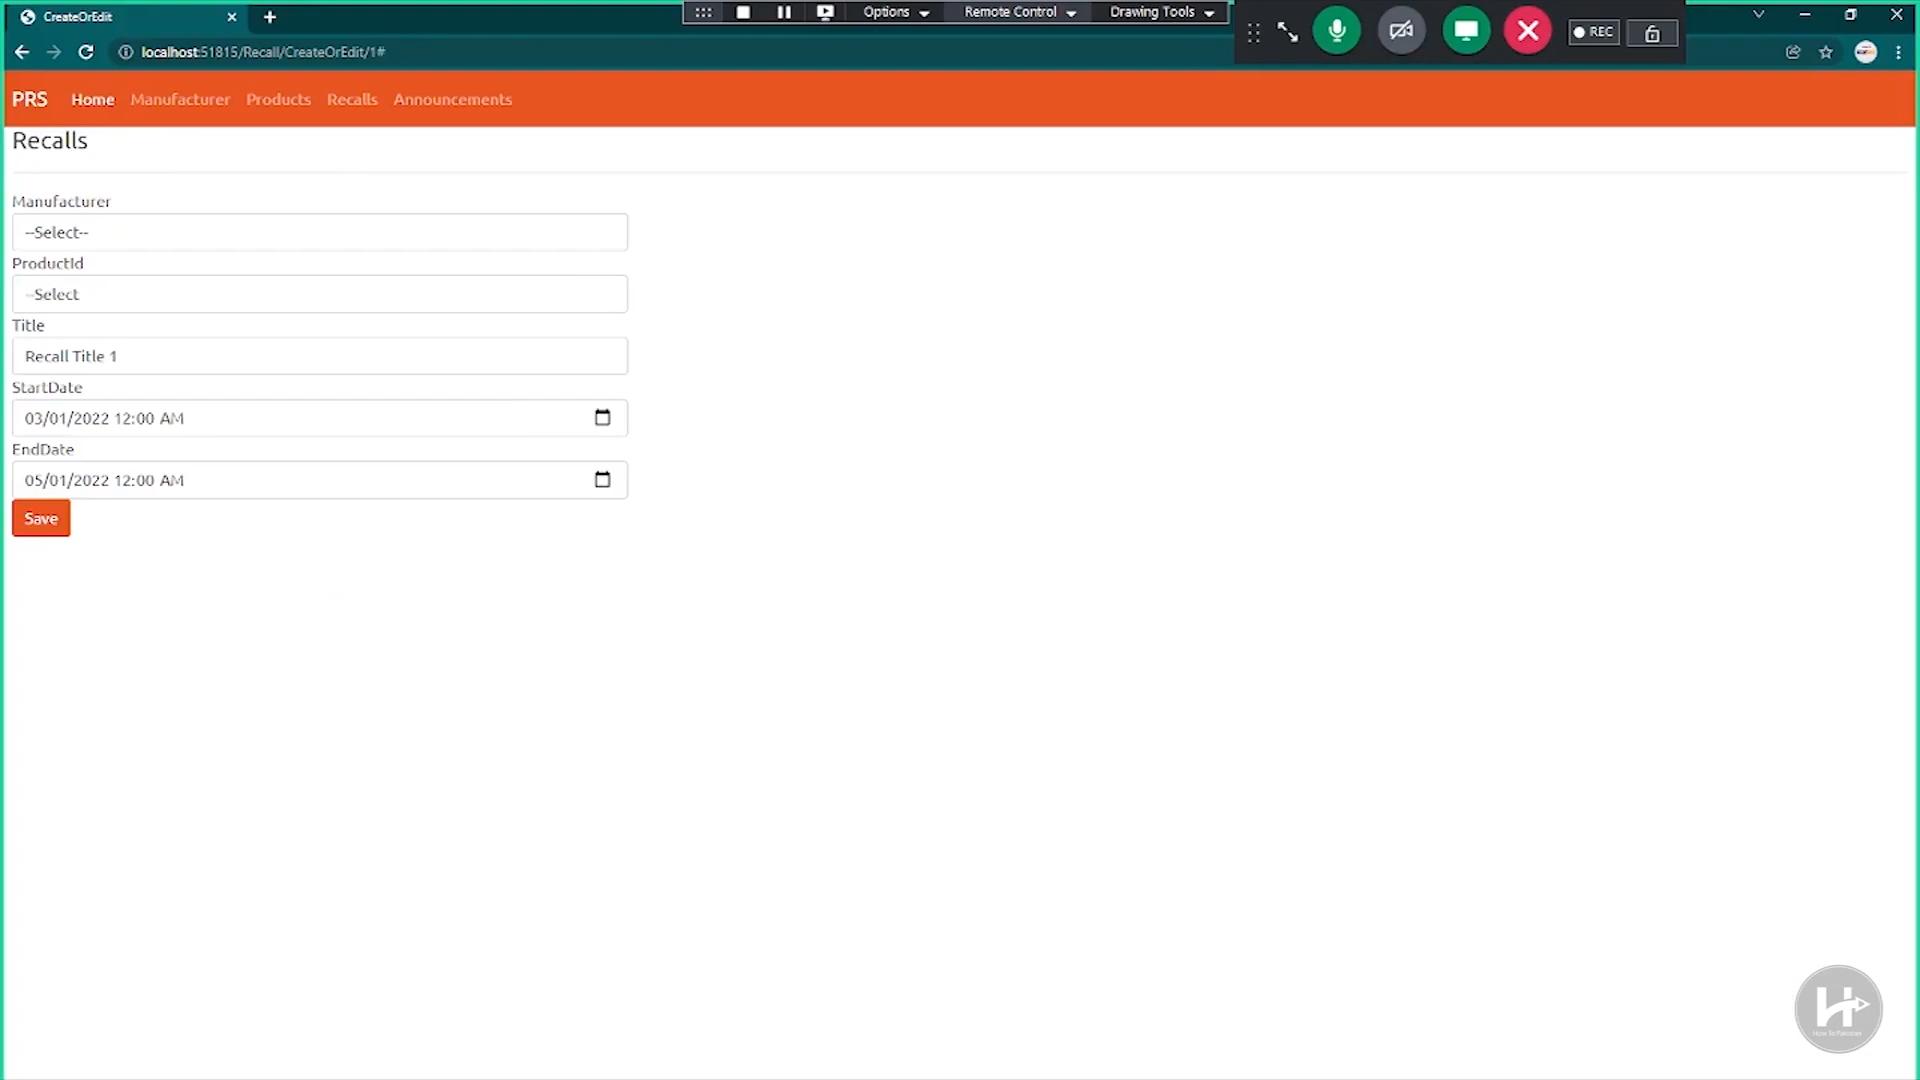 CreateOrEdit
Options
Remote Control
Drawing Tools
REC
localhost:51815/Recall/CreateOrEdit/1#
PRS Home Manufacturer Products Recalls Announcements
Recalls
Manufacturer
--Select--
ProductId
--Select
Title
Recall Title 1
StartDate
03/01/2022 12:00 AM
EndDate
05/01/2022 12:00 AM
Save